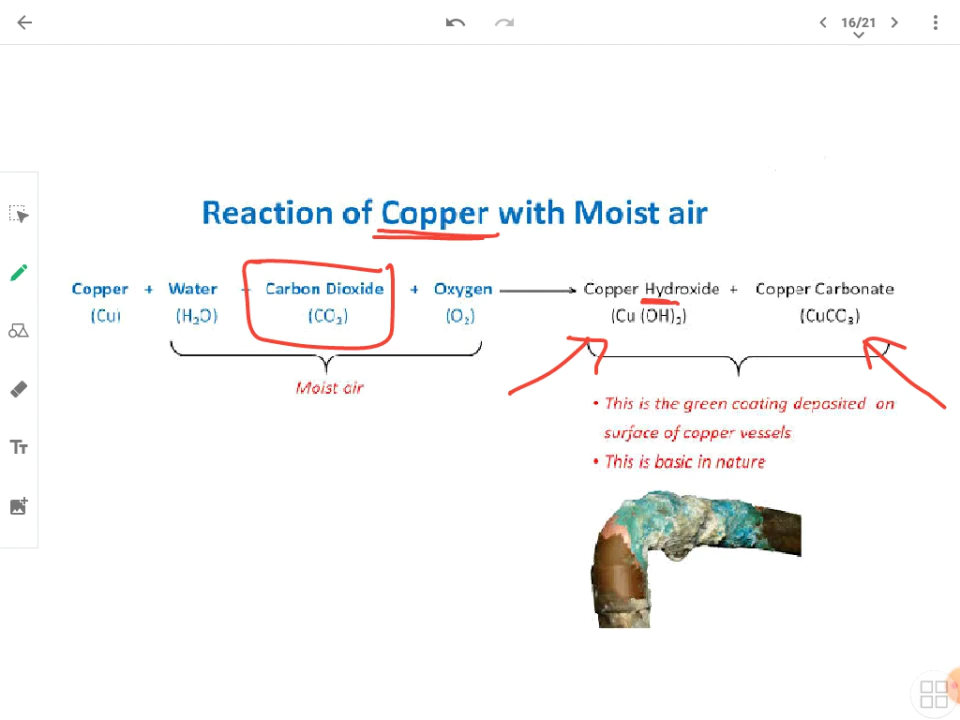 16/21
Reaction of Copper with Moist air
Copper + Water - Carbon Dioxide + Oxygen → Copper Hydroxide + Copper Carbonate
(Cu) (H₂O) (CO₂) (O₂) (Cu (OH)₂) (CuCO₃)
Moist air
• This is the green coating deposited on
surface of copper vessels
• This is basic in nature
TT